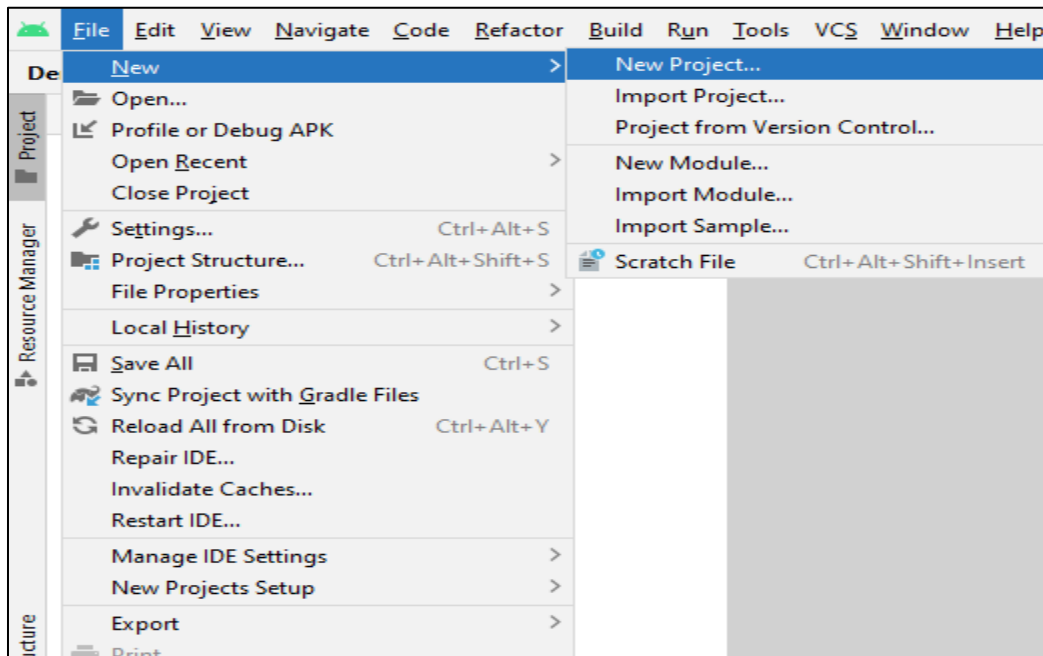 File Edit View Navigate Code Refactor Build Run Tools VCS Window Help
De
New
Open...
Profile or Debug APK
Open Recent
Close Project
Settings... Ctrl+Alt+S
Project Structure... Ctrl+Alt+Shift+S
File Properties
Local History
Save All Ctrl+S
Sync Project with Gradle Files
Reload All from Disk Ctrl+Alt+Y
Repair IDE...
Invalidate Caches...
Restart IDE...
Manage IDE Settings
New Projects Setup
Export
Print...
New Project...
Import Project...
Project from Version Control...
New Module...
Import Module...
Import Sample...
Scratch File Ctrl+Alt+Shift+Insert
Project
Resource Manager
cture